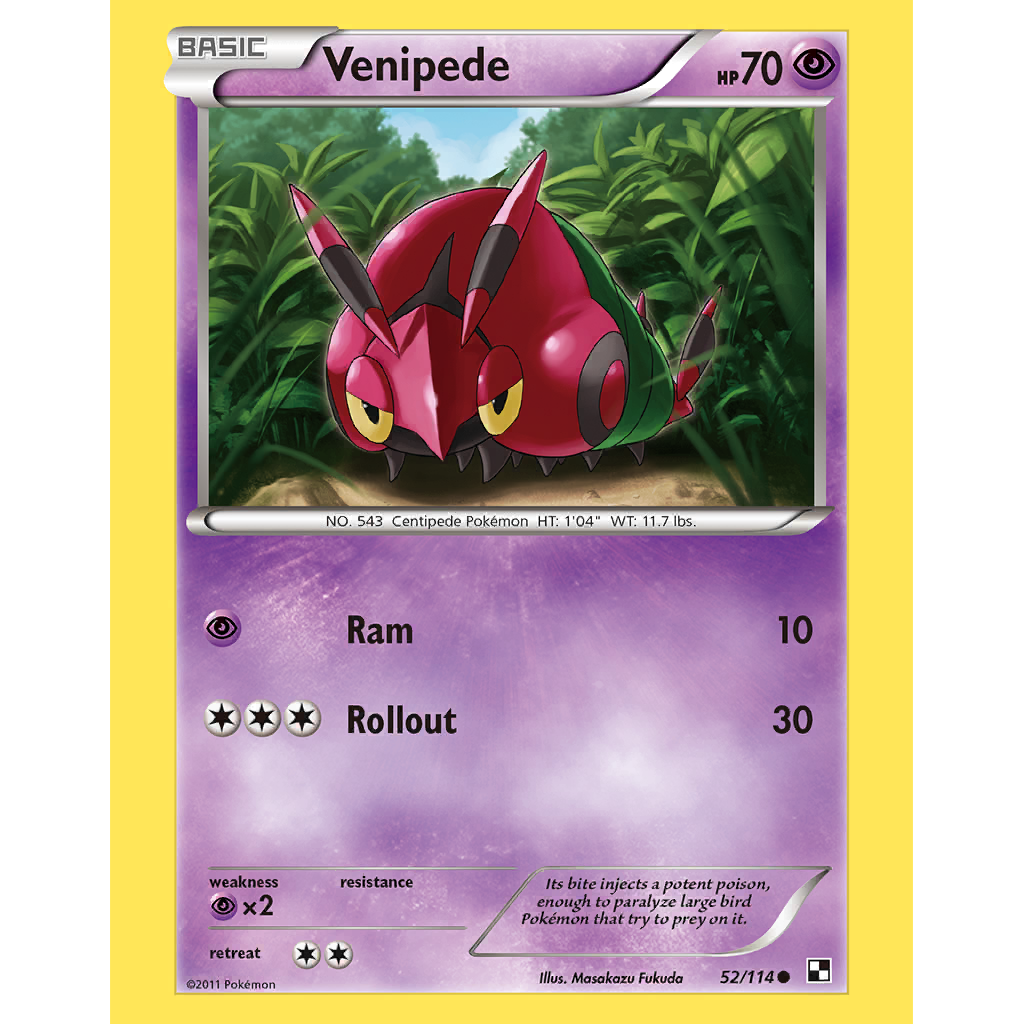 BASIC
Venipede
HP 70
NO. 543 Centipede Pokémon HT: 1'04" WT: 11.7 lbs.
Ram 10
Rollout 30
weakness resistance
×2
retreat
Its bite injects a potent poison,
enough to paralyze large bird
Pokémon that try to prey on it.
Illus. Masakazu Fukuda 52/114
©2011 Pokémon